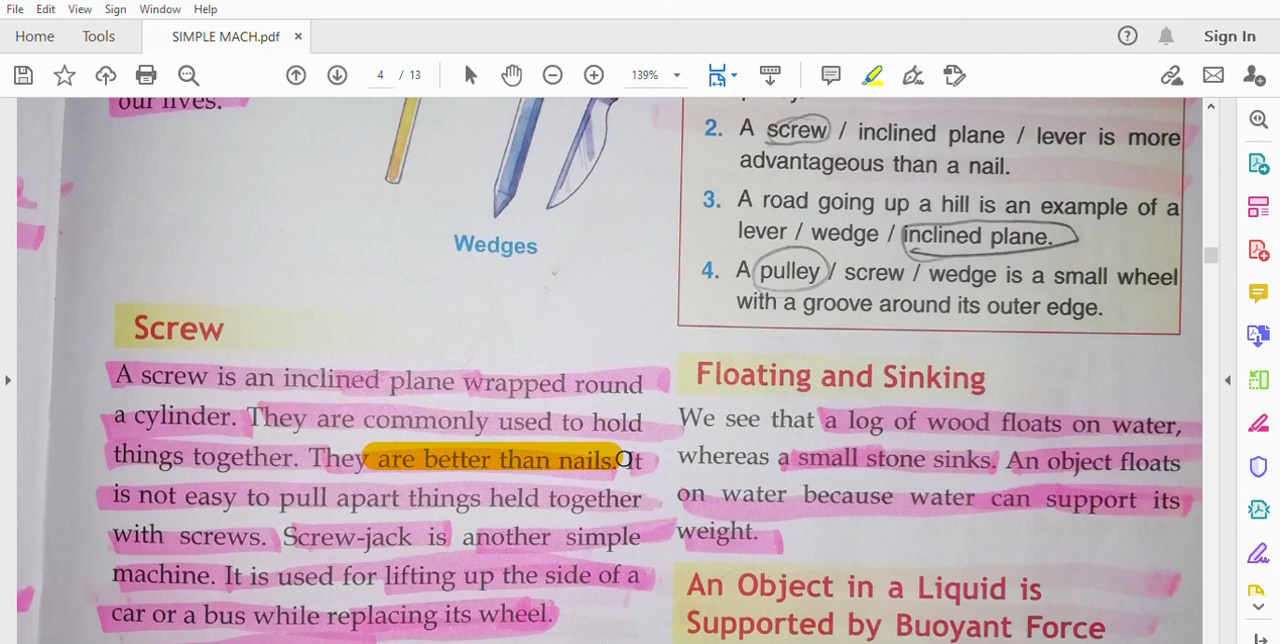 File Edit View Sign Window Help
Home Tools SIMPLE MACH.pdf × Sign In
4 / 13 139%
our lives.
Wedges
2. A screw / inclined plane / lever is more
advantageous than a nail.
3. A road going up a hill is an example of a
lever / wedge / inclined plane.
4. A pulley / screw / wedge is a small wheel
with a groove around its outer edge.
Screw
A screw is an inclined plane wrapped round
a cylinder. They are commonly used to hold
things together. They are better than nails. It
is not easy to pull apart things held together
with screws. Screw-jack is another simple
machine. It is used for lifting up the side of a
car or a bus while replacing its wheel.
Floating and Sinking
We see that a log of wood floats on water,
whereas a small stone sinks. An object floats
on water because water can support its
weight.
An Object in a Liquid is
Supported by Buoyant Force